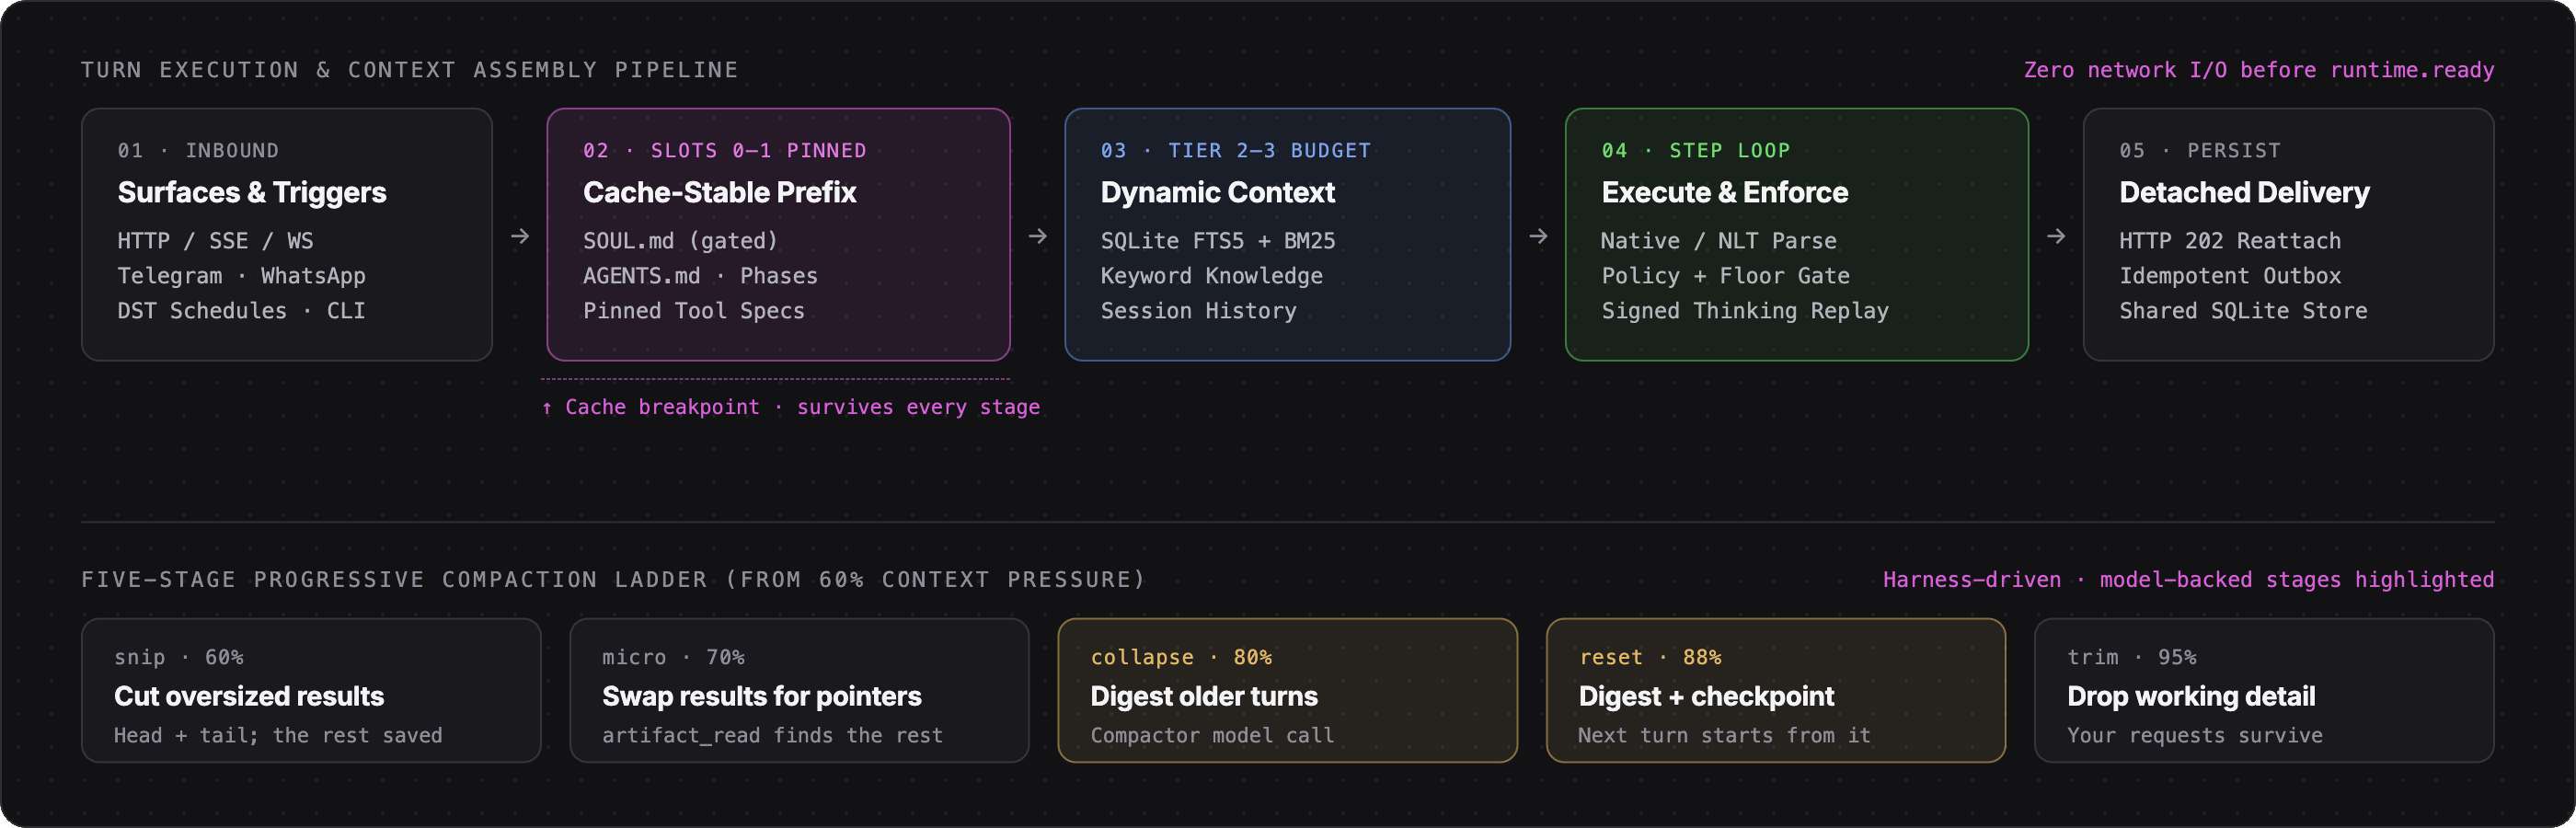 TURN EXECUTION & CONTEXT ASSEMBLY PIPELINE
Zero network I/O before runtime.ready
01 · INBOUND
Surfaces & Triggers
HTTP / SSE / WS
Telegram · WhatsApp
DST Schedules · CLI
→
02 · SLOTS 0–1 PINNED
Cache-Stable Prefix
SOUL.md (gated)
AGENTS.md · Phases
Pinned Tool Specs
→
03 · TIER 2–3 BUDGET
Dynamic Context
SQLite FTS5 + BM25
Keyword Knowledge
Session History
→
04 · STEP LOOP
Execute & Enforce
Native / NLT Parse
Policy + Floor Gate
Signed Thinking Replay
→
05 · PERSIST
Detached Delivery
HTTP 202 Reattach
Idempotent Outbox
Shared SQLite Store
↑ Cache breakpoint · survives every stage
FIVE-STAGE PROGRESSIVE COMPACTION LADDER (FROM 60% CONTEXT PRESSURE)
Harness-driven · model-backed stages highlighted
snip · 60%
Cut oversized results
Head + tail; the rest saved
micro · 70%
Swap results for pointers
artifact_read finds the rest
collapse · 80%
Digest older turns
Compactor model call
reset · 88%
Digest + checkpoint
Next turn starts from it
trim · 95%
Drop working detail
Your requests survive